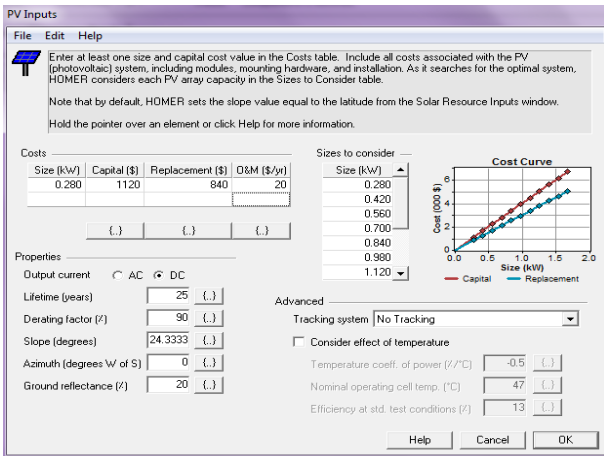 PV Inputs
File Edit Help
Enter at least one size and capital cost value in the Costs table. Include all costs associated with the PV
(photovoltaic) system, including modules, mounting hardware, and installation. As it searches for the optimal system,
HOMER considers each PV array capacity in the Sizes to Consider table.
Note that by default, HOMER sets the slope value equal to the latitude from the Solar Resource Inputs window.
Hold the pointer over an element or click Help for more information.
Costs
Size (kW) Capital ($) Replacement ($) O&M ($/yr)
0.280 1120 840 20
{..} {..} {..}
Sizes to consider
Size (kW)
0.280
0.420
0.560
0.700
0.840
0.980
1.120
Cost Curve
Cost (000 $)
6
4
2
0
0.0 0.5 1.0 1.5 2.0
Size (kW)
Capital Replacement
Properties
Output current AC DC
Lifetime (years) 25 {..}
Derating factor (%) 90 {..}
Slope (degrees) 24.3333 {..}
Azimuth (degrees W of S) 0 {..}
Ground reflectance (%) 20 {..}
Advanced
Tracking system No Tracking
Consider effect of temperature
Temperature coeff. of power (%/°C) -0.5 {..}
Nominal operating cell temp. (°C) 47 {..}
Efficiency at std. test conditions (%) 13 {..}
Help Cancel OK